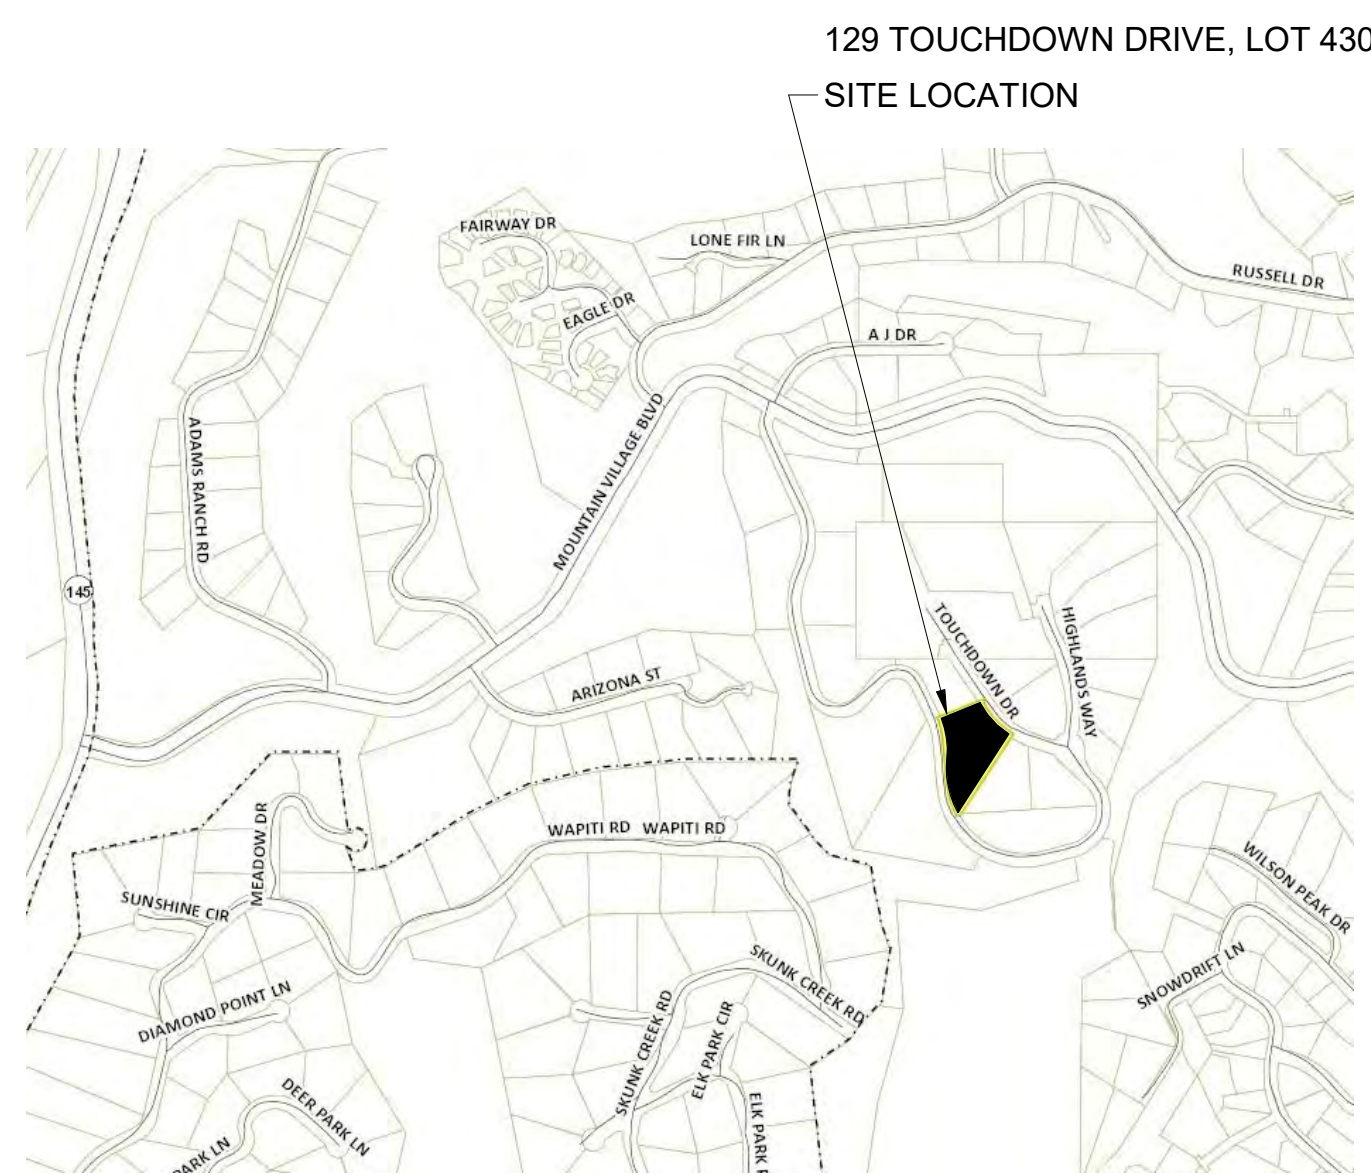 129 TOUCHDOWN DRIVE, LOT 430
SITE LOCATION
FAIRWAY DR
LONE FIR LN
RUSSELL DR
EAGLE DR
A J DR
ADAMS RANCH RD
MOUNTAIN VILLAGE BLVD
145
TOUCHDOWN DR
HIGHLANDS WAY
ARIZONA ST
MEADOW DR
WAPITI RD
WAPITI RD
WILSON PEAK DR
SUNSHINE CIR
SNOWDRIFT LN
SKUNK CREEK RD
DIAMOND POINT LN
SKUNK CREEK RD
ELK PARK CIR
DEER PARK LN
ELK PARK
PARK LN